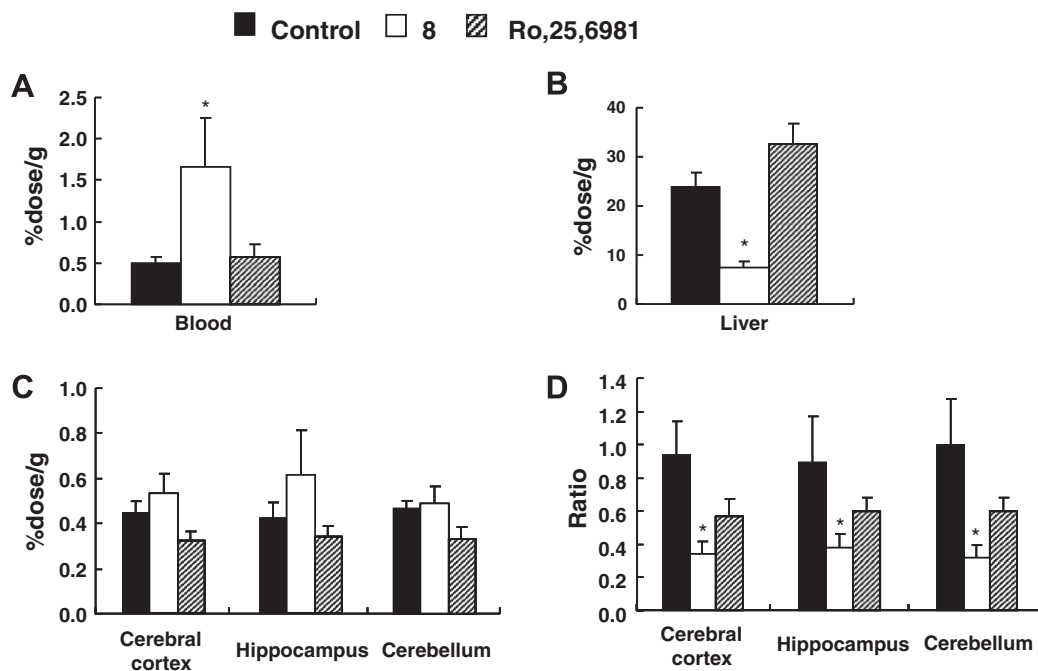 Control 8 Ro,25,6981
A
%dose/g
2.5
2.0
1.5
1.0
0.5
0.0
*
Blood
B
%dose/g
40
30
20
10
0
*
Liver
C
%dose/g
1.0
0.8
0.6
0.4
0.2
0.0
Cerebral
cortex
Hippocampus
Cerebellum
D
Ratio
1.4
1.2
1.0
0.8
0.6
0.4
0.2
0.0
*
*
*
Cerebral
cortex
Hippocampus
Cerebellum